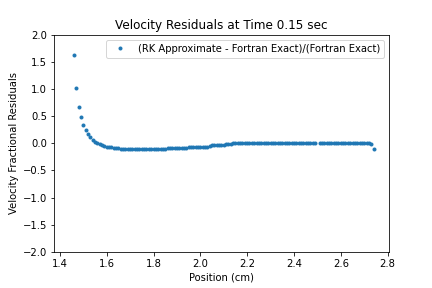 Velocity Residuals at Time 0.15 sec
(RK Approximate - Fortran Exact)/(Fortran Exact)
Velocity Fractional Residuals
2.0
1.5
1.0
0.5
0.0
−0.5
−1.0
−1.5
−2.0
1.4 1.6 1.8 2.0 2.2 2.4 2.6 2.8
Position (cm)